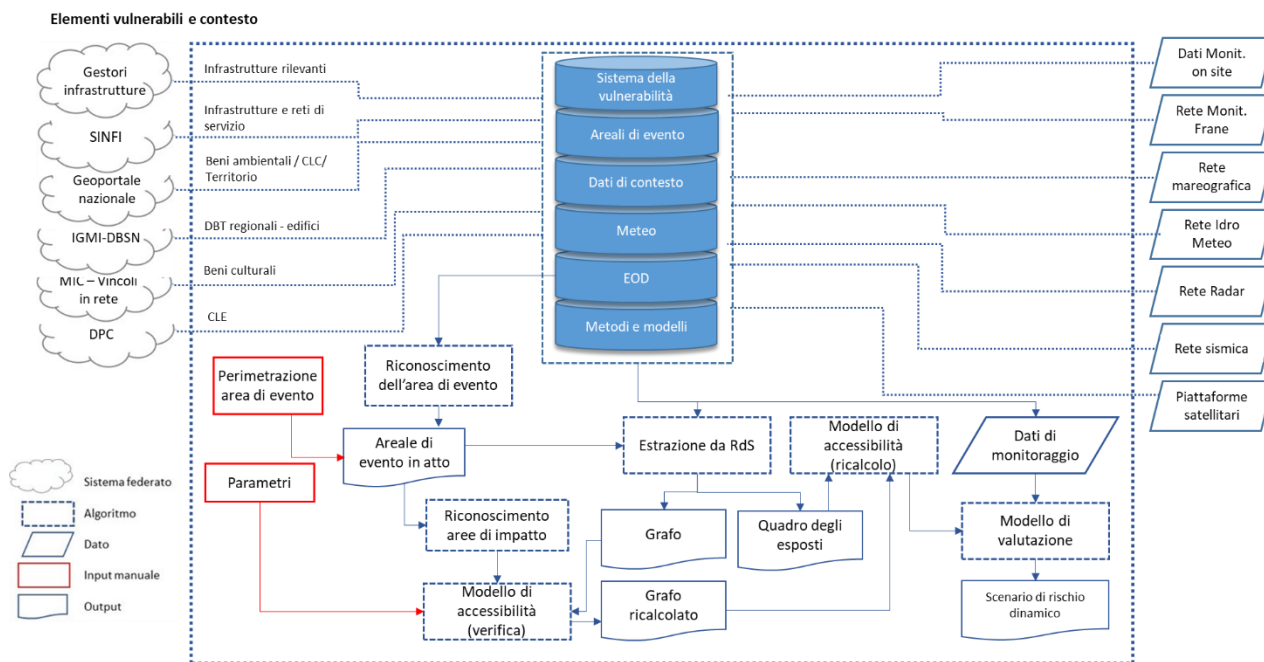 Elementi vulnerabili e contesto
Gestori
infrastrutture
SINFI
Geoportale
nazionale
IGMI-DBSN
MIC – Vincoli
in rete
DPC
Infrastrutture rilevanti
Infrastrutture e reti di
servizio
Beni ambientali / CLC/
Territorio
DBT regionali - edifici
Beni culturali
CLE
Sistema della
vulnerabilità
Areali di evento
Dati di contesto
Meteo
EOD
Metodi e modelli
Dati Monit.
on site
Rete Monit.
Frane
Rete
mareografica
Rete Idro
Meteo
Rete Radar
Rete sismica
Piattaforme
satellitari
Perimetrazione
area di evento
Riconoscimento
dell'area di evento
Areale di
evento in atto
Estrazione da RdS
Modello di
accessibilità
(ricalcolo)
Dati di
monitoraggio
Parametri
Riconoscimento
aree di impatto
Grafo
Quadro degli
esposti
Modello di
valutazione
Modello di
accessibilità
(verifica)
Grafo
ricalcolato
Scenario di rischio
dinamico
Sistema federato
Algoritmo
Dato
Input manuale
Output